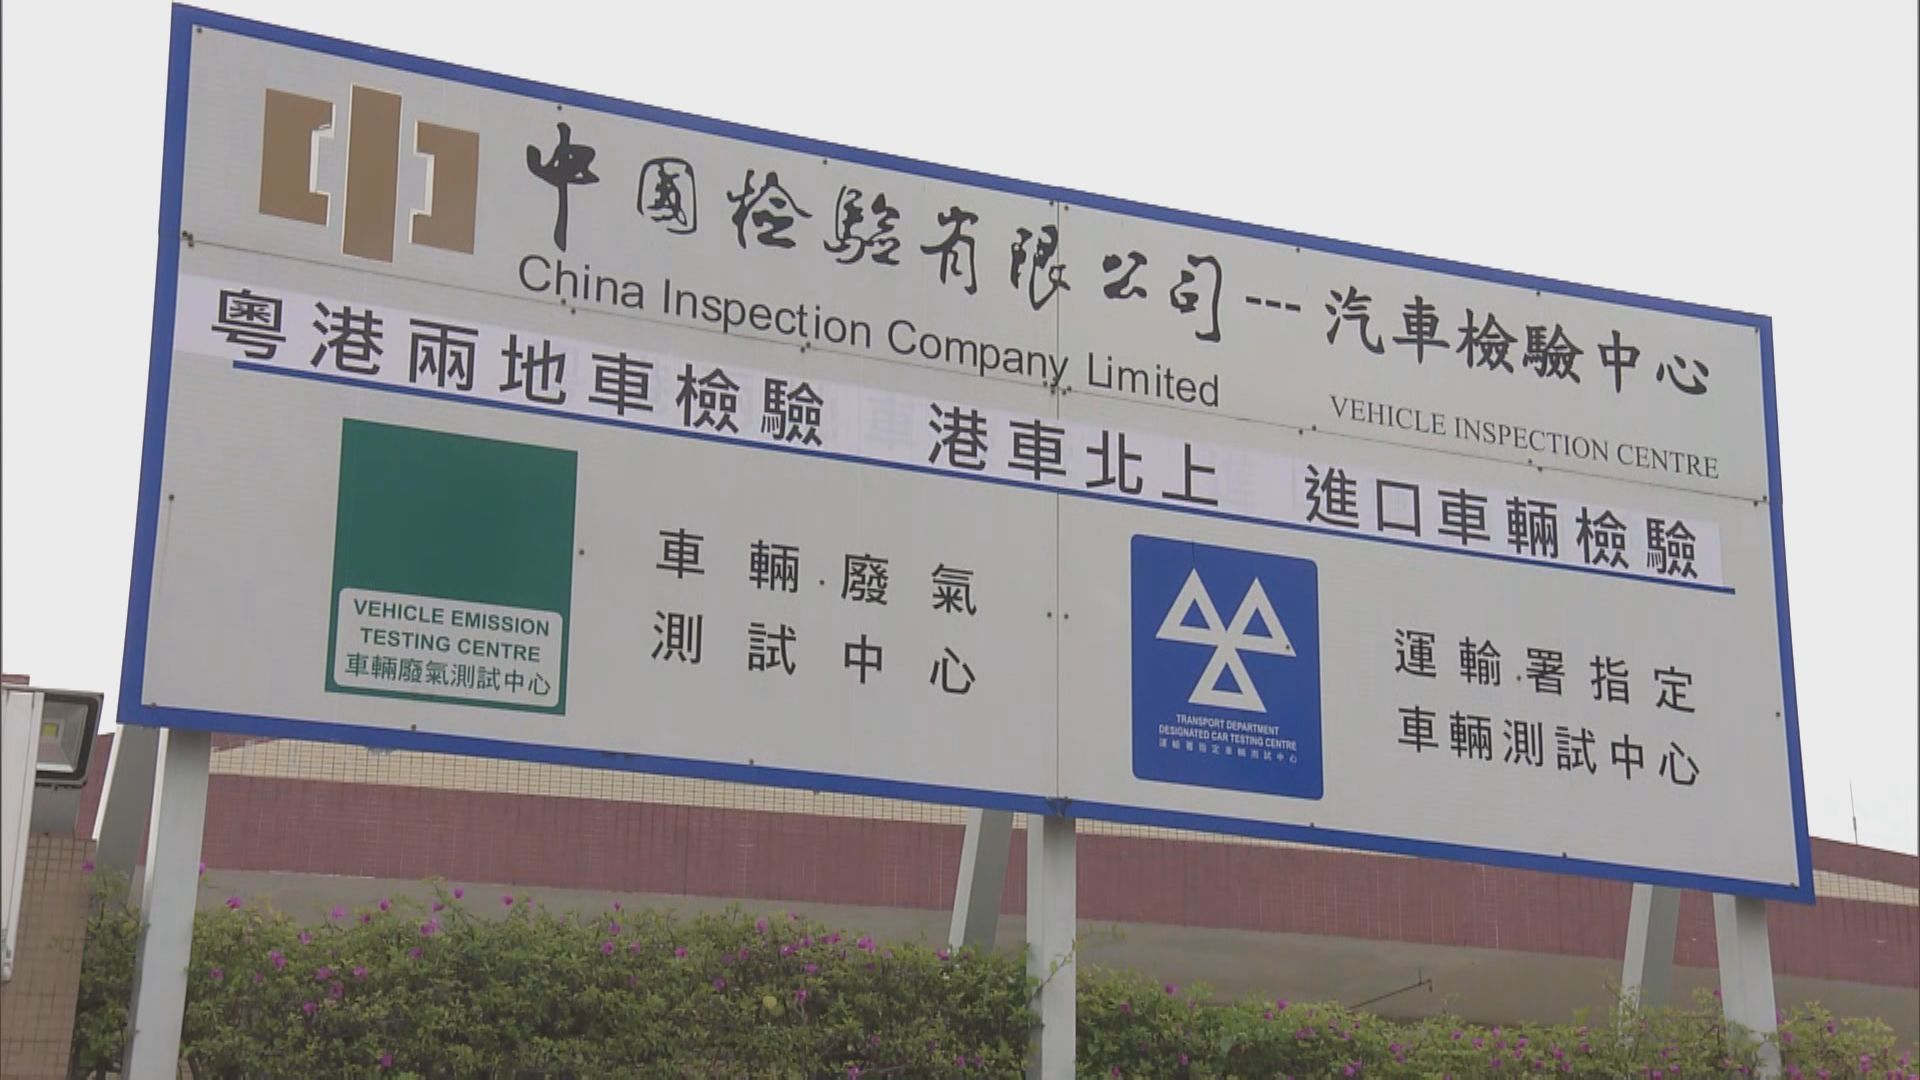 中國檢驗有限公司---汽車檢驗中心
China Inspection Company Limited
VEHICLE INSPECTION CENTRE
粵港兩地車檢驗 港車北上 進口車輛檢驗
VEHICLE EMISSION
TESTING CENTRE
車輛廢氣測試中心
車輛廢氣
測試中心
TRANSPORT DEPARTMENT
DESIGNATED CAR TESTING CENTRE
運輸署指定車輛測試中心
運輸署指定
車輛測試中心